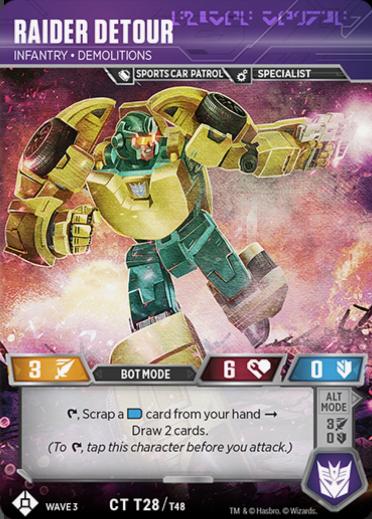 RAIDER DETOUR
INFANTRY • DEMOLITIONS
SPORTS CAR PATROL SPECIALIST
3 BOT MODE 6 0
ALT
MODE
3
0
, Scrap a card from your hand →
Draw 2 cards.
(To , tap this character before you attack.)
WAVE 3 CT T28/T48 TM & © Hasbro. © Wizards.